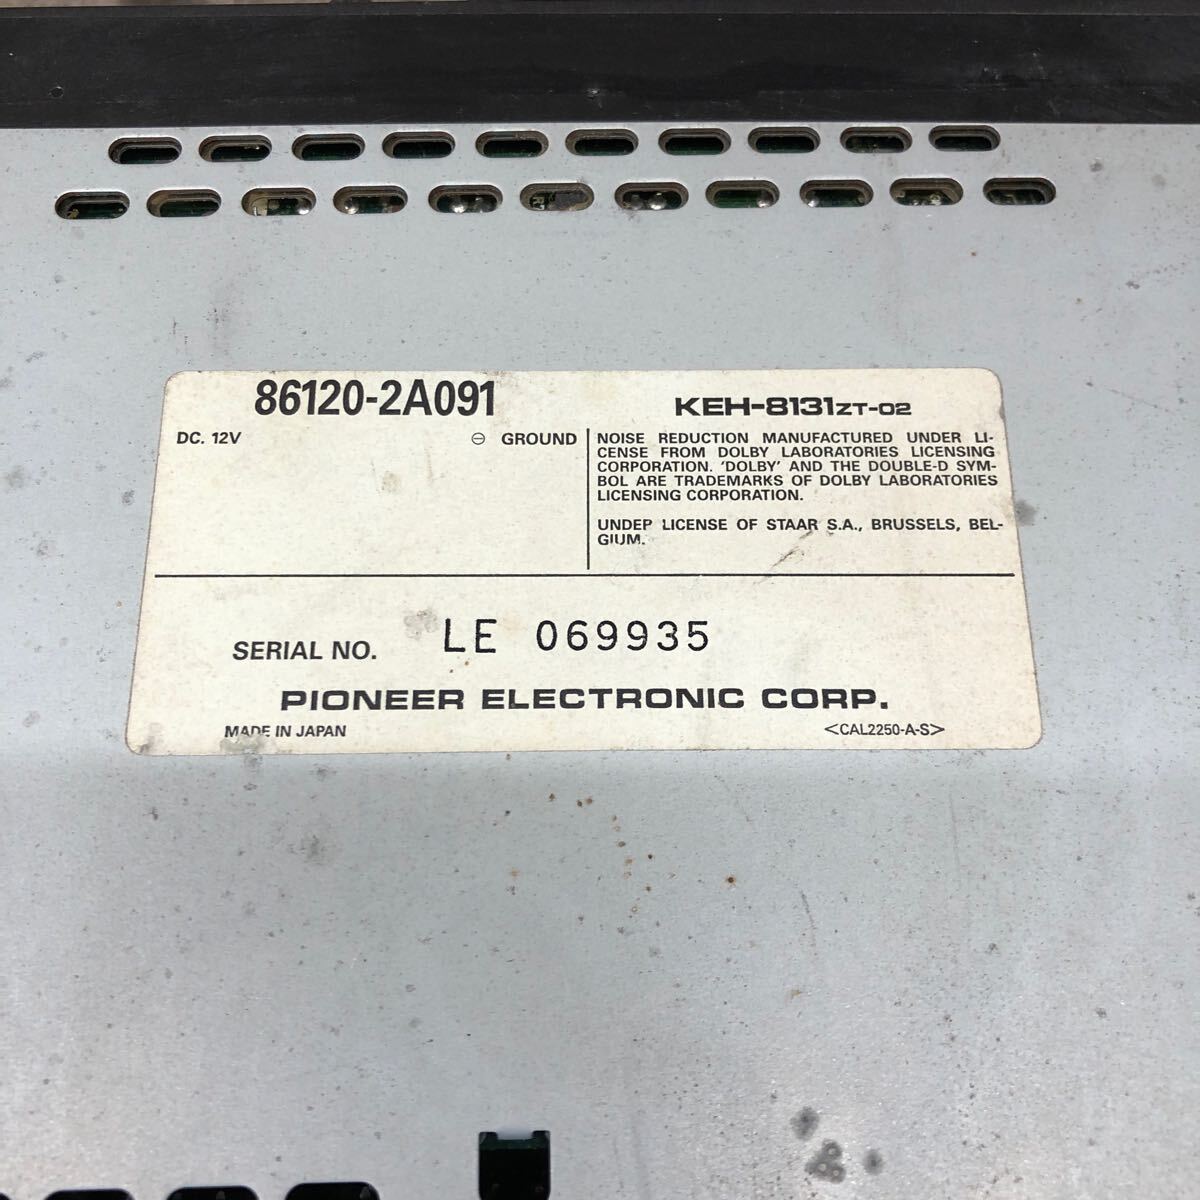 86120-2A091
KEH-8131ZT-02
DC. 12V
⊖ GROUND
NOISE REDUCTION MANUFACTURED UNDER LI-
CENSE FROM DOLBY LABORATORIES LICENSING
CORPORATION. 'DOLBY' AND THE DOUBLE-D SYM-
BOL ARE TRADEMARKS OF DOLBY LABORATORIES
LICENSING CORPORATION.
UNDER LICENSE OF STAAR S.A., BRUSSELS, BEL-
GIUM.
SERIAL NO. LE 069935
PIONEER ELECTRONIC CORP.
MADE IN JAPAN
<CAL2250-A-S>